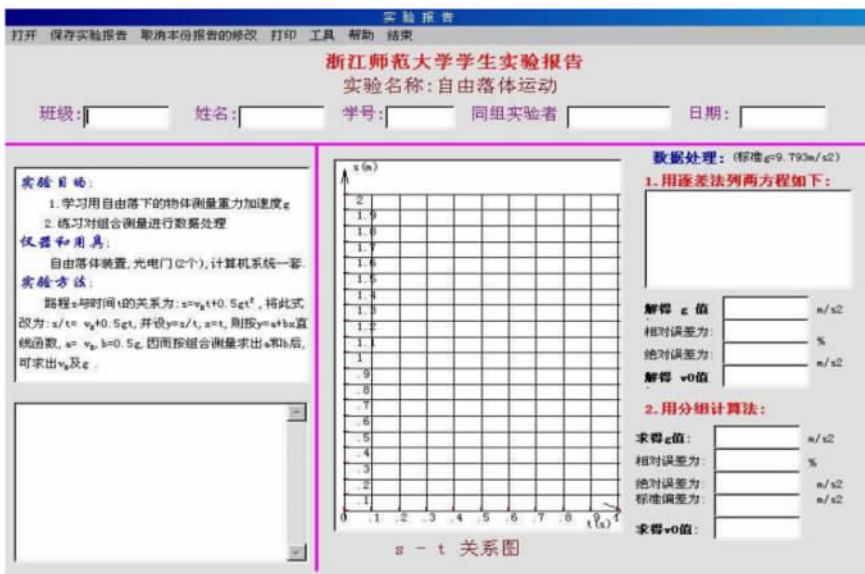 实验报告
打开 保存实验报告 取消本份报告的修改 打印 工具 帮助 结束
浙江师范大学学生实验报告
实验名称:自由落体运动
班级: 姓名: 学号: 同组实验者 日期:
实验目的:
1.学习用自由落下的物体测量重力加速度g
2.练习对组合测量进行数据处理
仪器和用具:
自由落体装置,光电门(2个),计算机系统一套.
实验方法:
路程s与时间t的关系为:s=v₀t+0.5gt²,将此式
改为:s/t= v₀+0.5gt,并设y=s/t,x=t,则按y=a+bx直
线函数,a= v₀,b=0.5g,因而按组合测量求出a和b后,
可求出v₀及g .
s(m)
2
1.9
1.8
1.7
1.6
1.5
1.4
1.3
1.2
1.1
1
.9
.8
.7
.6
.5
.4
.3
.2
.1
0 .1 .2 .3 .4 .5 .6 .7 .8 .9 1
t(s)
s - t 关系图
数据处理: (标准g=9.793m/s2)
1.用逐差法列两方程如下:
解得 g 值 m/s2
相对误差为: %
绝对误差为: m/s2
解得 v0值
2.用分组计算法:
求得g值: m/s2
相对误差为: %
绝对误差为: m/s2
标准偏差为: m/s2
求得v0值: